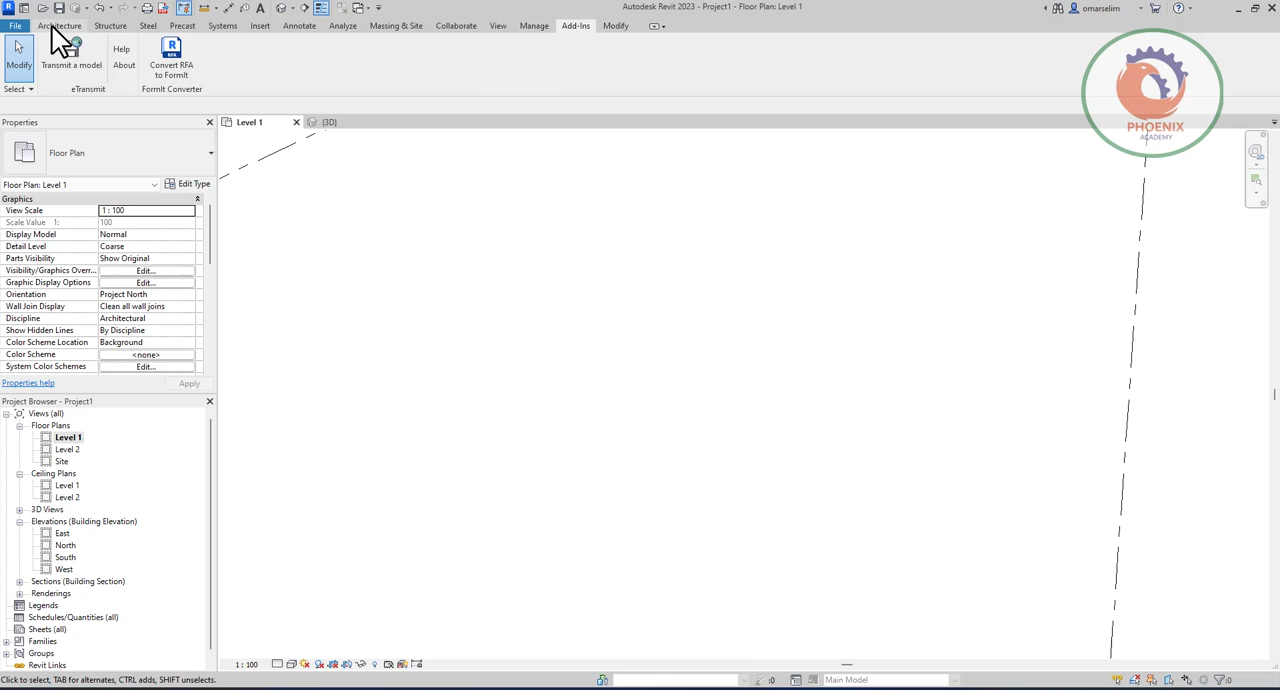 Autodesk Revit 2023 - Project1 - Floor Plan: Level 1
omarselim
File Architecture Structure Steel Precast Systems Insert Annotate Analyze Massing & Site Collaborate View Manage Add-Ins Modify
Modify
Transmit a model
Help
About
Convert RFA
to FormIt
Select
eTransmit
FormIt Converter
PHOENIX
ACADEMY
Properties
Level 1
{3D}
Floor Plan
Floor Plan: Level 1
Edit Type
Graphics
View Scale 1 : 100
Scale Value 1: 100
Display Model Normal
Detail Level Coarse
Parts Visibility Show Original
Visibility/Graphics Overr... Edit...
Graphic Display Options Edit...
Orientation Project North
Wall Join Display Clean all wall joins
Discipline Architectural
Show Hidden Lines By Discipline
Color Scheme Location Background
Color Scheme <none>
System Color Schemes Edit...
Properties help
Apply
Project Browser - Project1
Views (all)
Floor Plans
Level 1
Level 2
Site
Ceiling Plans
Level 1
Level 2
3D Views
Elevations (Building Elevation)
East
North
South
West
Sections (Building Section)
Renderings
Legends
Schedules/Quantities (all)
Sheets (all)
Families
Groups
Revit Links
1 : 100
Click to select, TAB for alternates, CTRL adds, SHIFT unselects.
:0
Main Model
:0